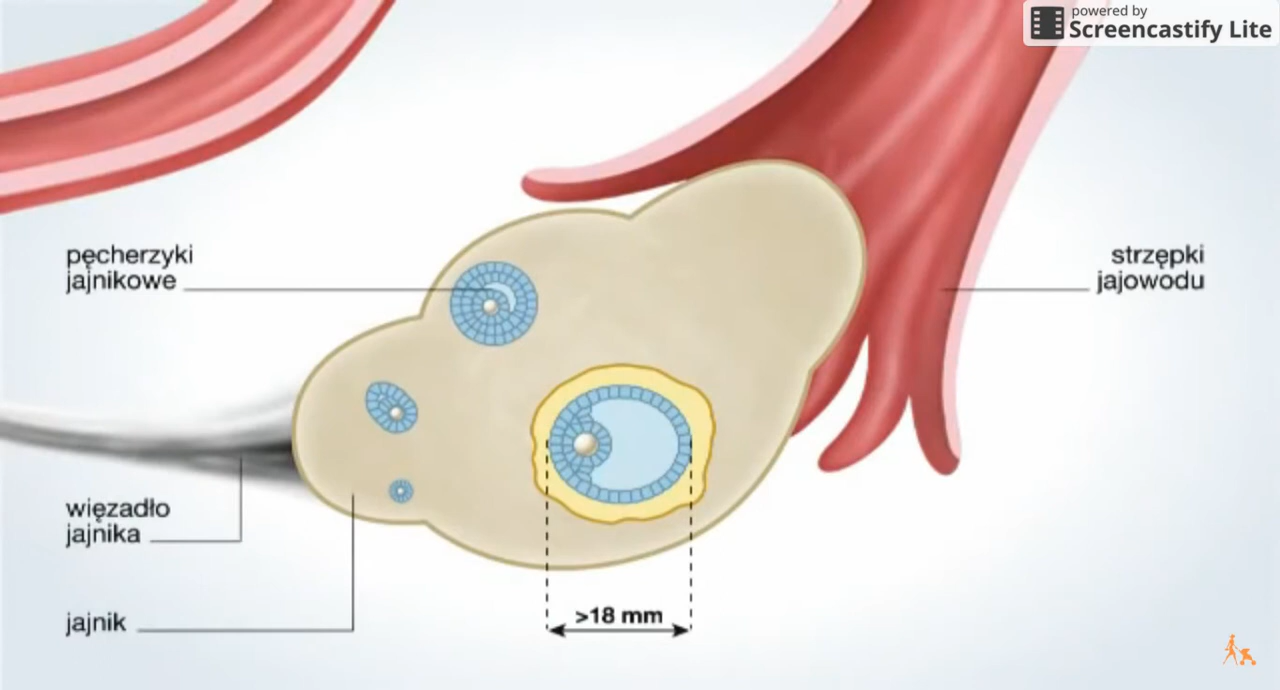 powered by
Screencastify Lite
pęcherzyki
jajnikowe
strzępki
jajowodu
więzadło
jajnika
jajnik
>18 mm